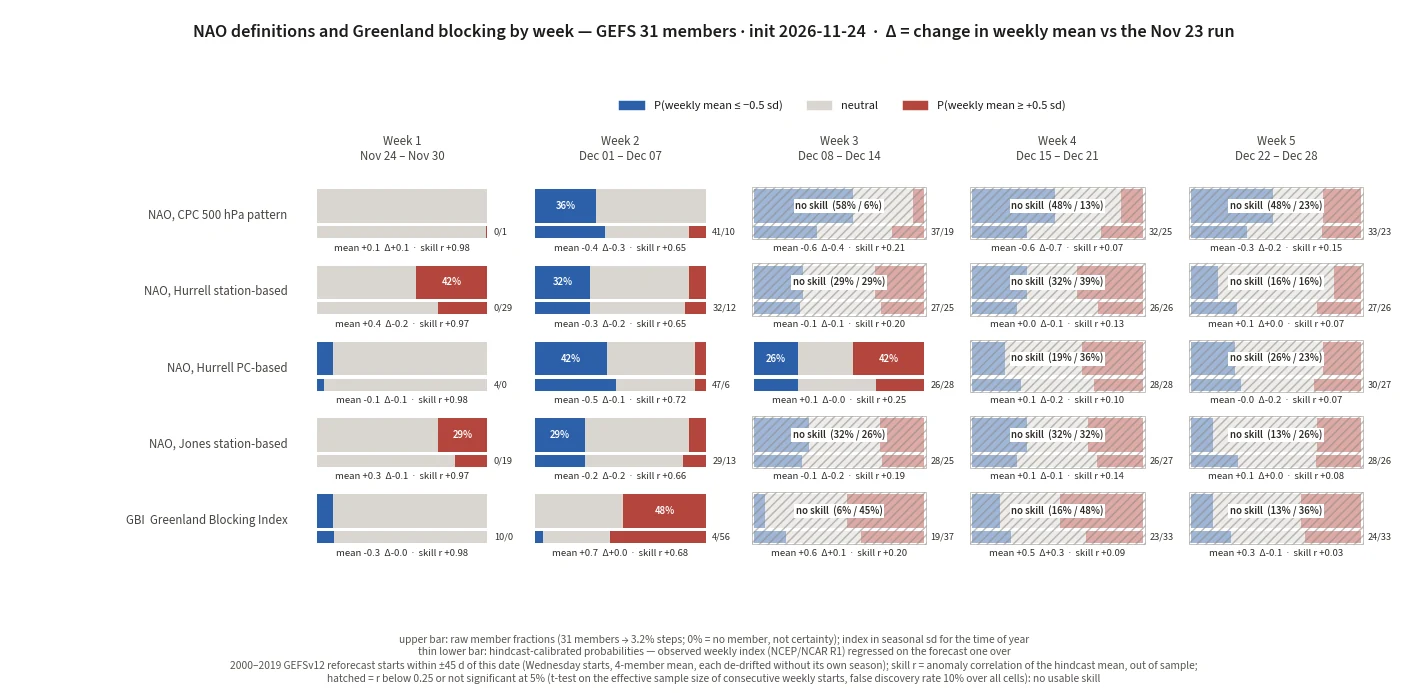 NAO definitions and Greenland blocking by week — GEFS 31 members · init 2026-11-24 · Δ = change in weekly mean vs the Nov 23 run
P(weekly mean ≤ −0.5 sd) neutral P(weekly mean ≥ +0.5 sd)
Week 1 Week 2 Week 3 Week 4 Week 5
Nov 24 – Nov 30 Dec 01 – Dec 07 Dec 08 – Dec 14 Dec 15 – Dec 21 Dec 22 – Dec 28
NAO, CPC 500 hPa pattern 36% no skill (58% / 6%) no skill (48% / 13%) no skill (48% / 23%)
0/1 41/10 37/19 32/25 33/23
mean +0.1 Δ+0.1 · skill r +0.98 mean -0.4 Δ-0.3 · skill r +0.65 mean -0.6 Δ-0.4 · skill r +0.21 mean -0.6 Δ-0.7 · skill r +0.07 mean -0.3 Δ-0.2 · skill r +0.15
NAO, Hurrell station-based 42% 32% no skill (29% / 29%) no skill (32% / 39%) no skill (16% / 16%)
0/29 32/12 27/25 26/26 27/26
mean +0.4 Δ-0.2 · skill r +0.97 mean -0.3 Δ-0.2 · skill r +0.65 mean -0.1 Δ-0.1 · skill r +0.20 mean +0.0 Δ-0.1 · skill r +0.13 mean +0.1 Δ+0.0 · skill r +0.07
NAO, Hurrell PC-based 42% 26% 42% no skill (19% / 36%) no skill (26% / 23%)
4/0 47/6 26/28 28/28 30/27
mean -0.1 Δ-0.1 · skill r +0.98 mean -0.5 Δ-0.1 · skill r +0.72 mean +0.1 Δ-0.0 · skill r +0.25 mean +0.1 Δ-0.2 · skill r +0.10 mean -0.0 Δ-0.2 · skill r +0.07
NAO, Jones station-based 29% 29% no skill (32% / 26%) no skill (32% / 32%) no skill (13% / 26%)
0/19 29/13 28/25 26/27 28/26
mean +0.3 Δ-0.1 · skill r +0.97 mean -0.2 Δ-0.2 · skill r +0.66 mean -0.1 Δ-0.2 · skill r +0.19 mean +0.1 Δ-0.1 · skill r +0.14 mean +0.1 Δ+0.0 · skill r +0.08
GBI Greenland Blocking Index 48% no skill (6% / 45%) no skill (16% / 48%) no skill (13% / 36%)
10/0 4/56 19/37 23/33 24/33
mean -0.3 Δ-0.0 · skill r +0.98 mean +0.7 Δ+0.0 · skill r +0.68 mean +0.6 Δ+0.1 · skill r +0.20 mean +0.5 Δ+0.3 · skill r +0.09 mean +0.3 Δ-0.1 · skill r +0.03
upper bar: raw member fractions (31 members → 3.2% steps; 0% = no member, not certainty); index in seasonal sd for the time of year
thin lower bar: hindcast-calibrated probabilities — observed weekly index (NCEP/NCAR R1) regressed on the forecast one over
2000–2019 GEFSv12 reforecast starts within ±45 d of this date (Wednesday starts, 4-member mean, each de-drifted without its own season); skill r = anomaly correlation of the hindcast mean, out of sample;
hatched = r below 0.25 or not significant at 5% (t-test on the effective sample size of consecutive weekly starts, false discovery rate 10% over all cells): no usable skill